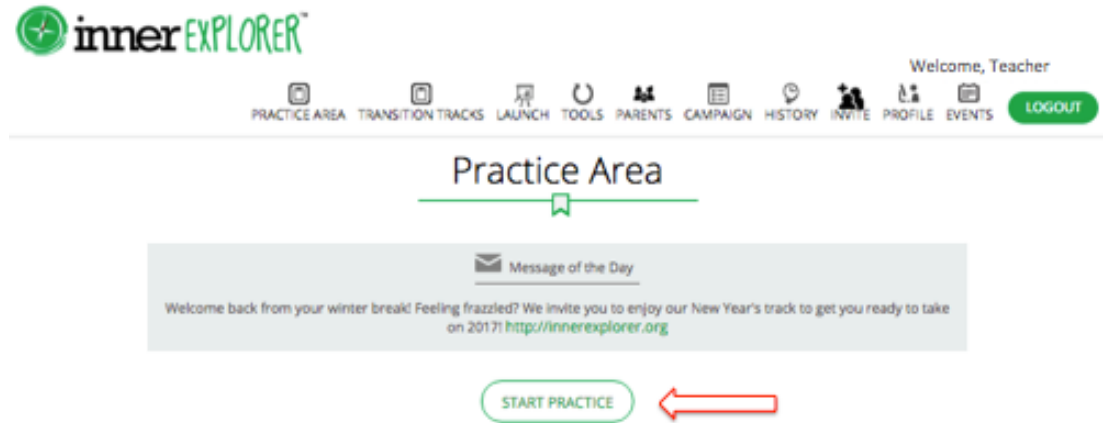 inner EXPLORER™
Welcome, Teacher
PRACTICE AREA TRANSITION TRACKS LAUNCH TOOLS PARENTS CAMPAIGN HISTORY INVITE PROFILE EVENTS LOGOUT
Practice Area
Message of the Day
Welcome back from your winter break! Feeling frazzled? We invite you to enjoy our New Year's track to get you ready to take
on 2017! http://innerexplorer.org
START PRACTICE